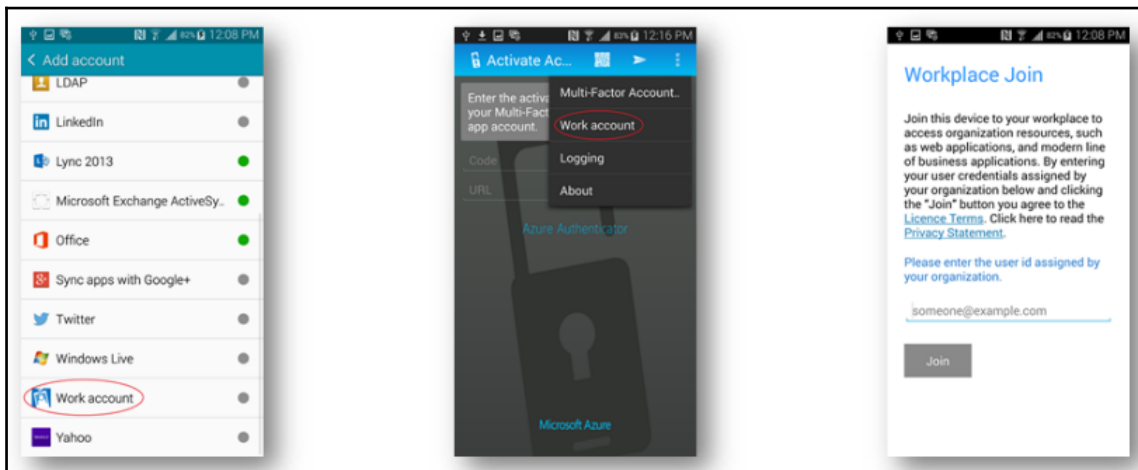 82% 12:08 PM
Add account
LDAP
in LinkedIn
Lync 2013
Microsoft Exchange ActiveSy..
Office
Sync apps with Google+
Twitter
Windows Live
Work account
Yahoo
82% 12:16 PM
Activate Ac...
Enter the activa
your Multi-Fact
app account.
Code
URL
Multi-Factor Account..
Work account
Logging
About
Azure Authenticator
Microsoft Azure
82% 12:08 PM
Workplace Join
Join this device to your workplace to
access organization resources, such
as web applications, and modern line
of business applications. By entering
your user credentials assigned by
your organization below and clicking
the "Join" button you agree to the
Licence Terms. Click here to read the
Privacy Statement.
Please enter the user id assigned by
your organization.
someone@example.com
Join